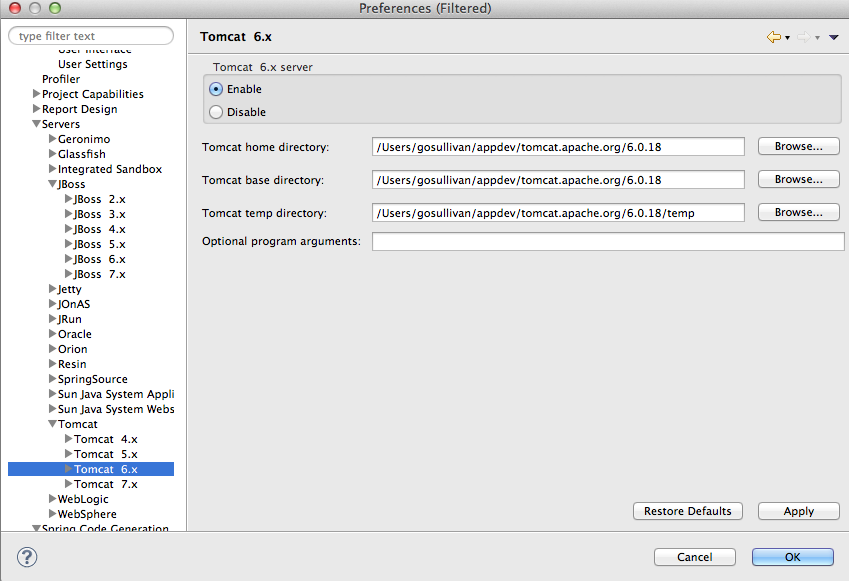 Preferences (Filtered)
type filter text
User Interface
User Settings
Profiler
Project Capabilities
Report Design
Servers
Geronimo
Glassfish
Integrated Sandbox
JBoss
JBoss 2.x
JBoss 3.x
JBoss 4.x
JBoss 5.x
JBoss 6.x
JBoss 7.x
Jetty
JOnAS
JRun
Oracle
Orion
Resin
SpringSource
Sun Java System Appli
Sun Java System Webs
Tomcat
Tomcat 4.x
Tomcat 5.x
Tomcat 6.x
Tomcat 7.x
WebLogic
WebSphere
Spring Code Generation
Tomcat 6.x
Tomcat 6.x server
Enable
Disable
Tomcat home directory: /Users/gosullivan/appdev/tomcat.apache.org/6.0.18 Browse...
Tomcat base directory: /Users/gosullivan/appdev/tomcat.apache.org/6.0.18 Browse...
Tomcat temp directory: /Users/gosullivan/appdev/tomcat.apache.org/6.0.18/temp Browse...
Optional program arguments:
Restore Defaults Apply
? Cancel OK